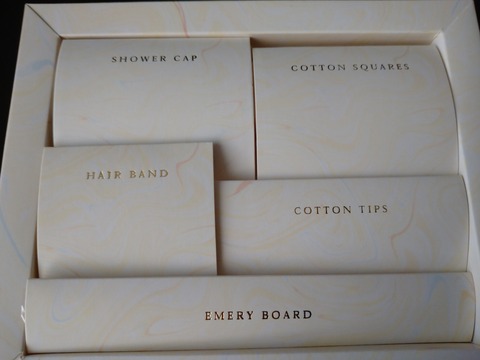 SHOWER CAP
COTTON SQUARES
HAIR BAND
COTTON TIPS
EMERY BOARD